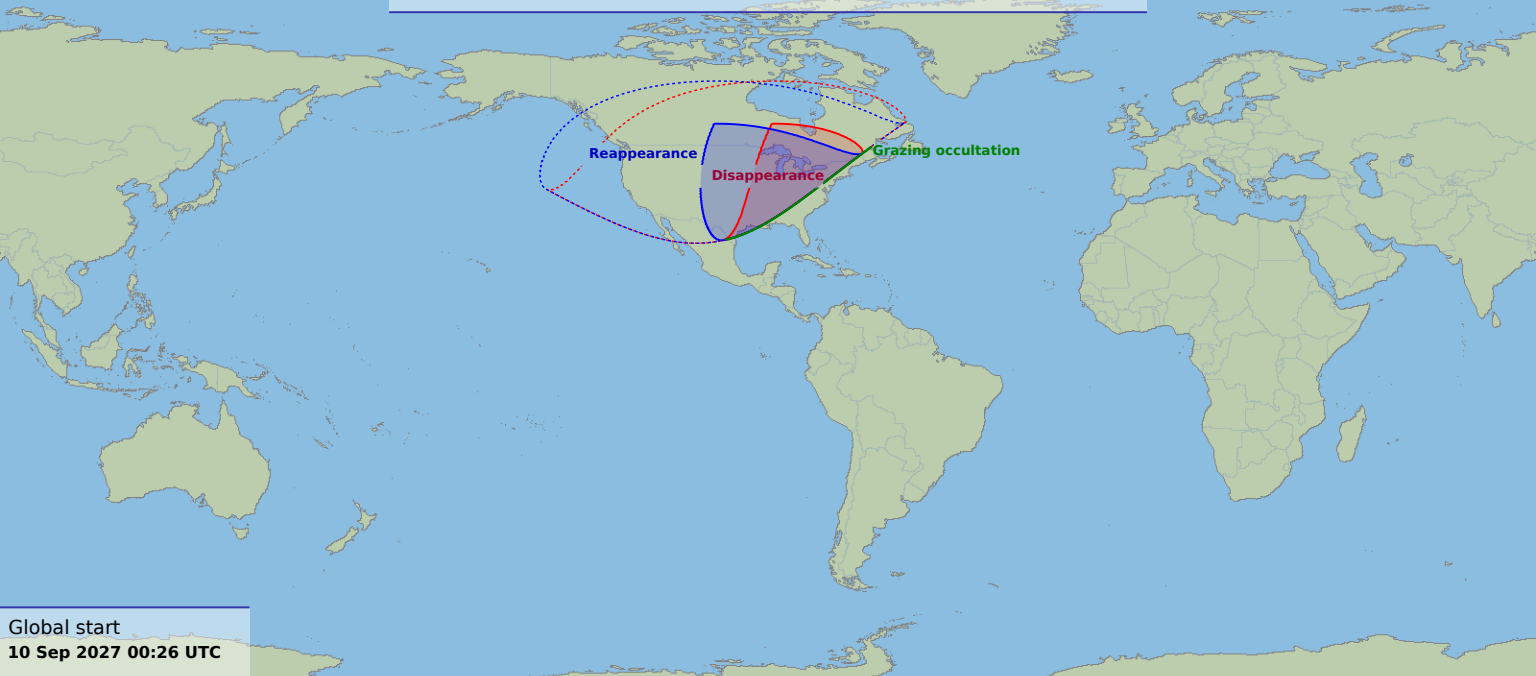 Reappearance
Grazing occultation
Disappearance
Global start
10 Sep 2027 00:26 UTC